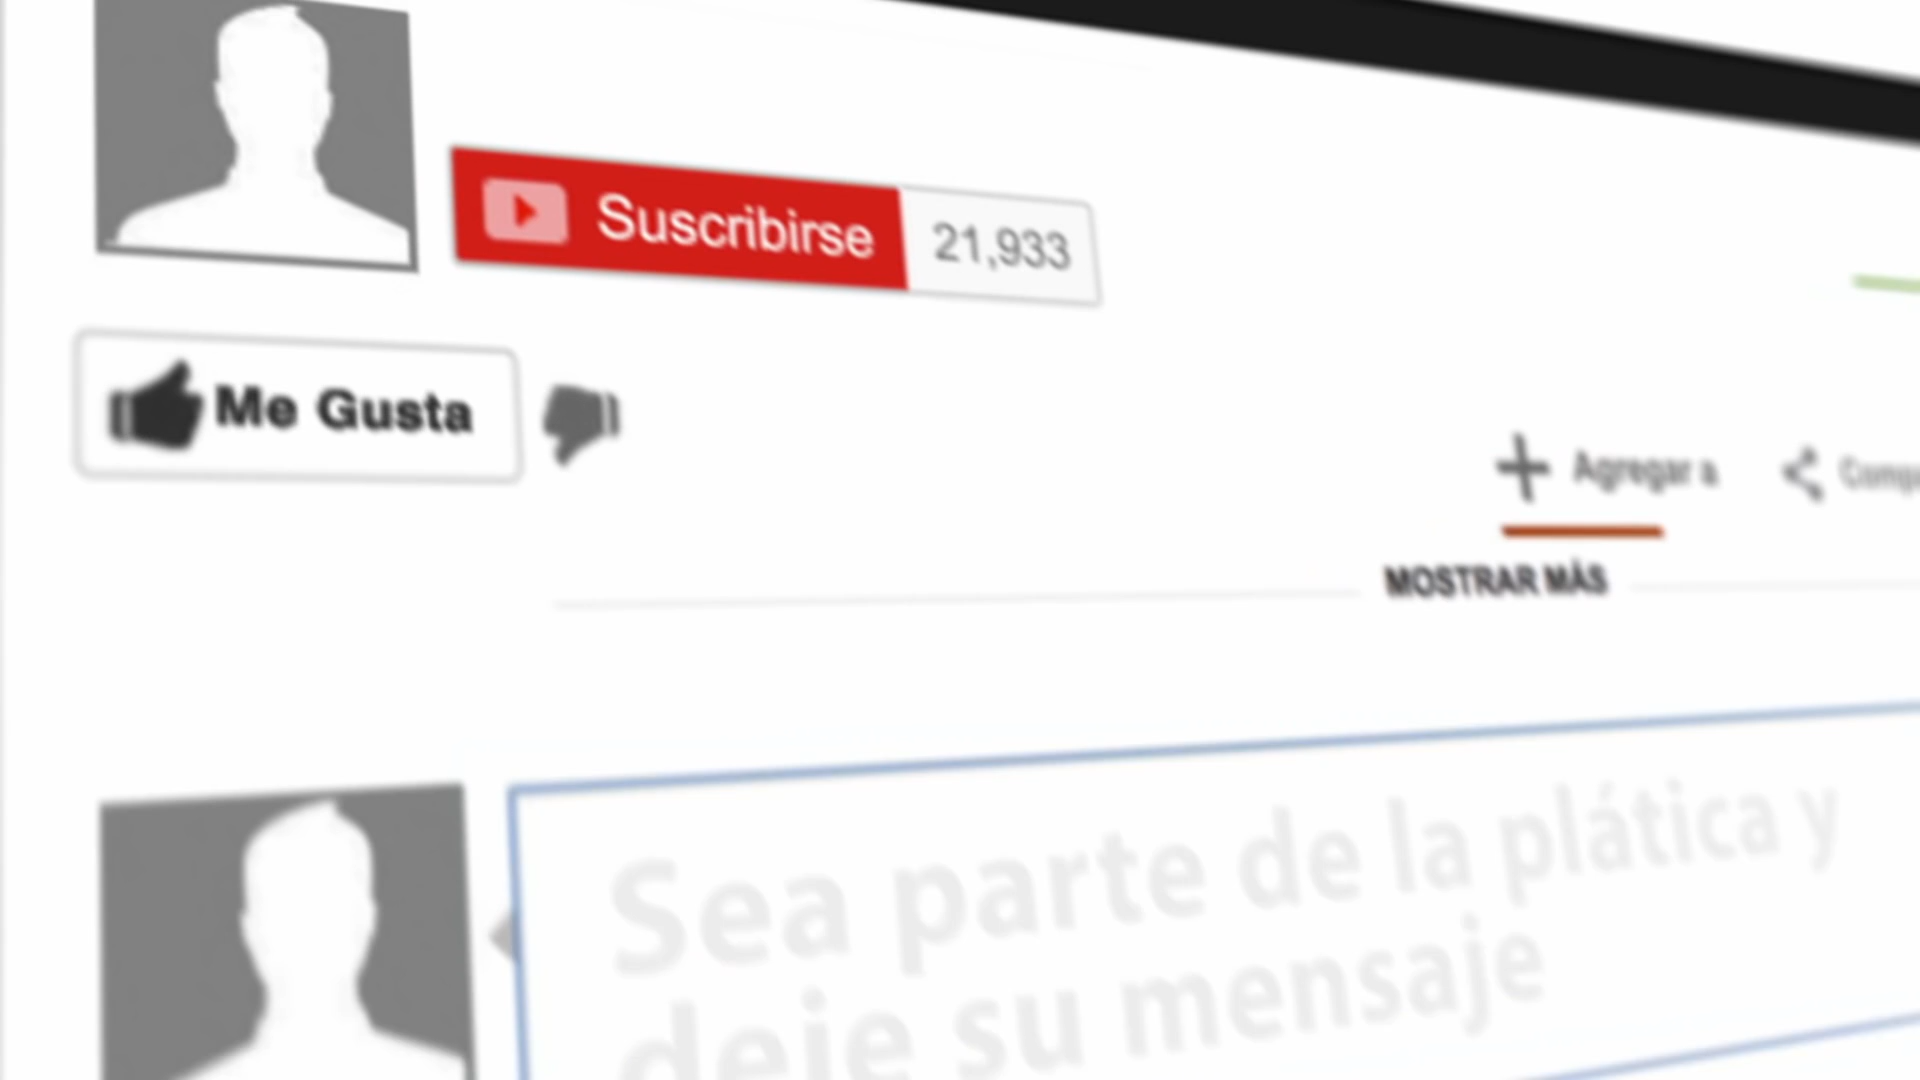 Suscribirse 21,933
Me Gusta
Agregar a
MOSTRAR MÁS
Sea parte de la plática y
deje su mensaje